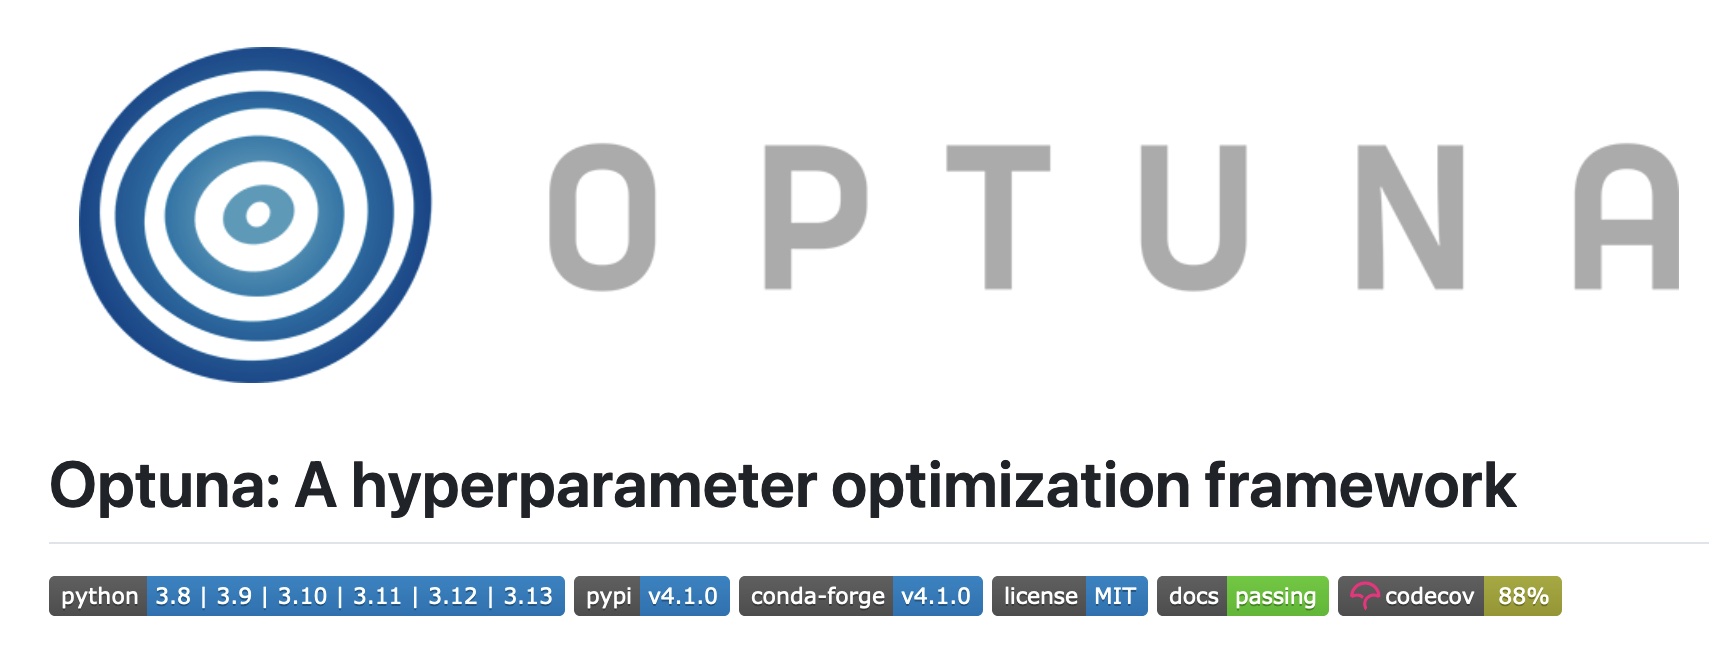 OPTUNA
Optuna: A hyperparameter optimization framework
python 3.8 | 3.9 | 3.10 | 3.11 | 3.12 | 3.13 pypi v4.1.0 conda-forge v4.1.0 license MIT docs passing codecov 88%